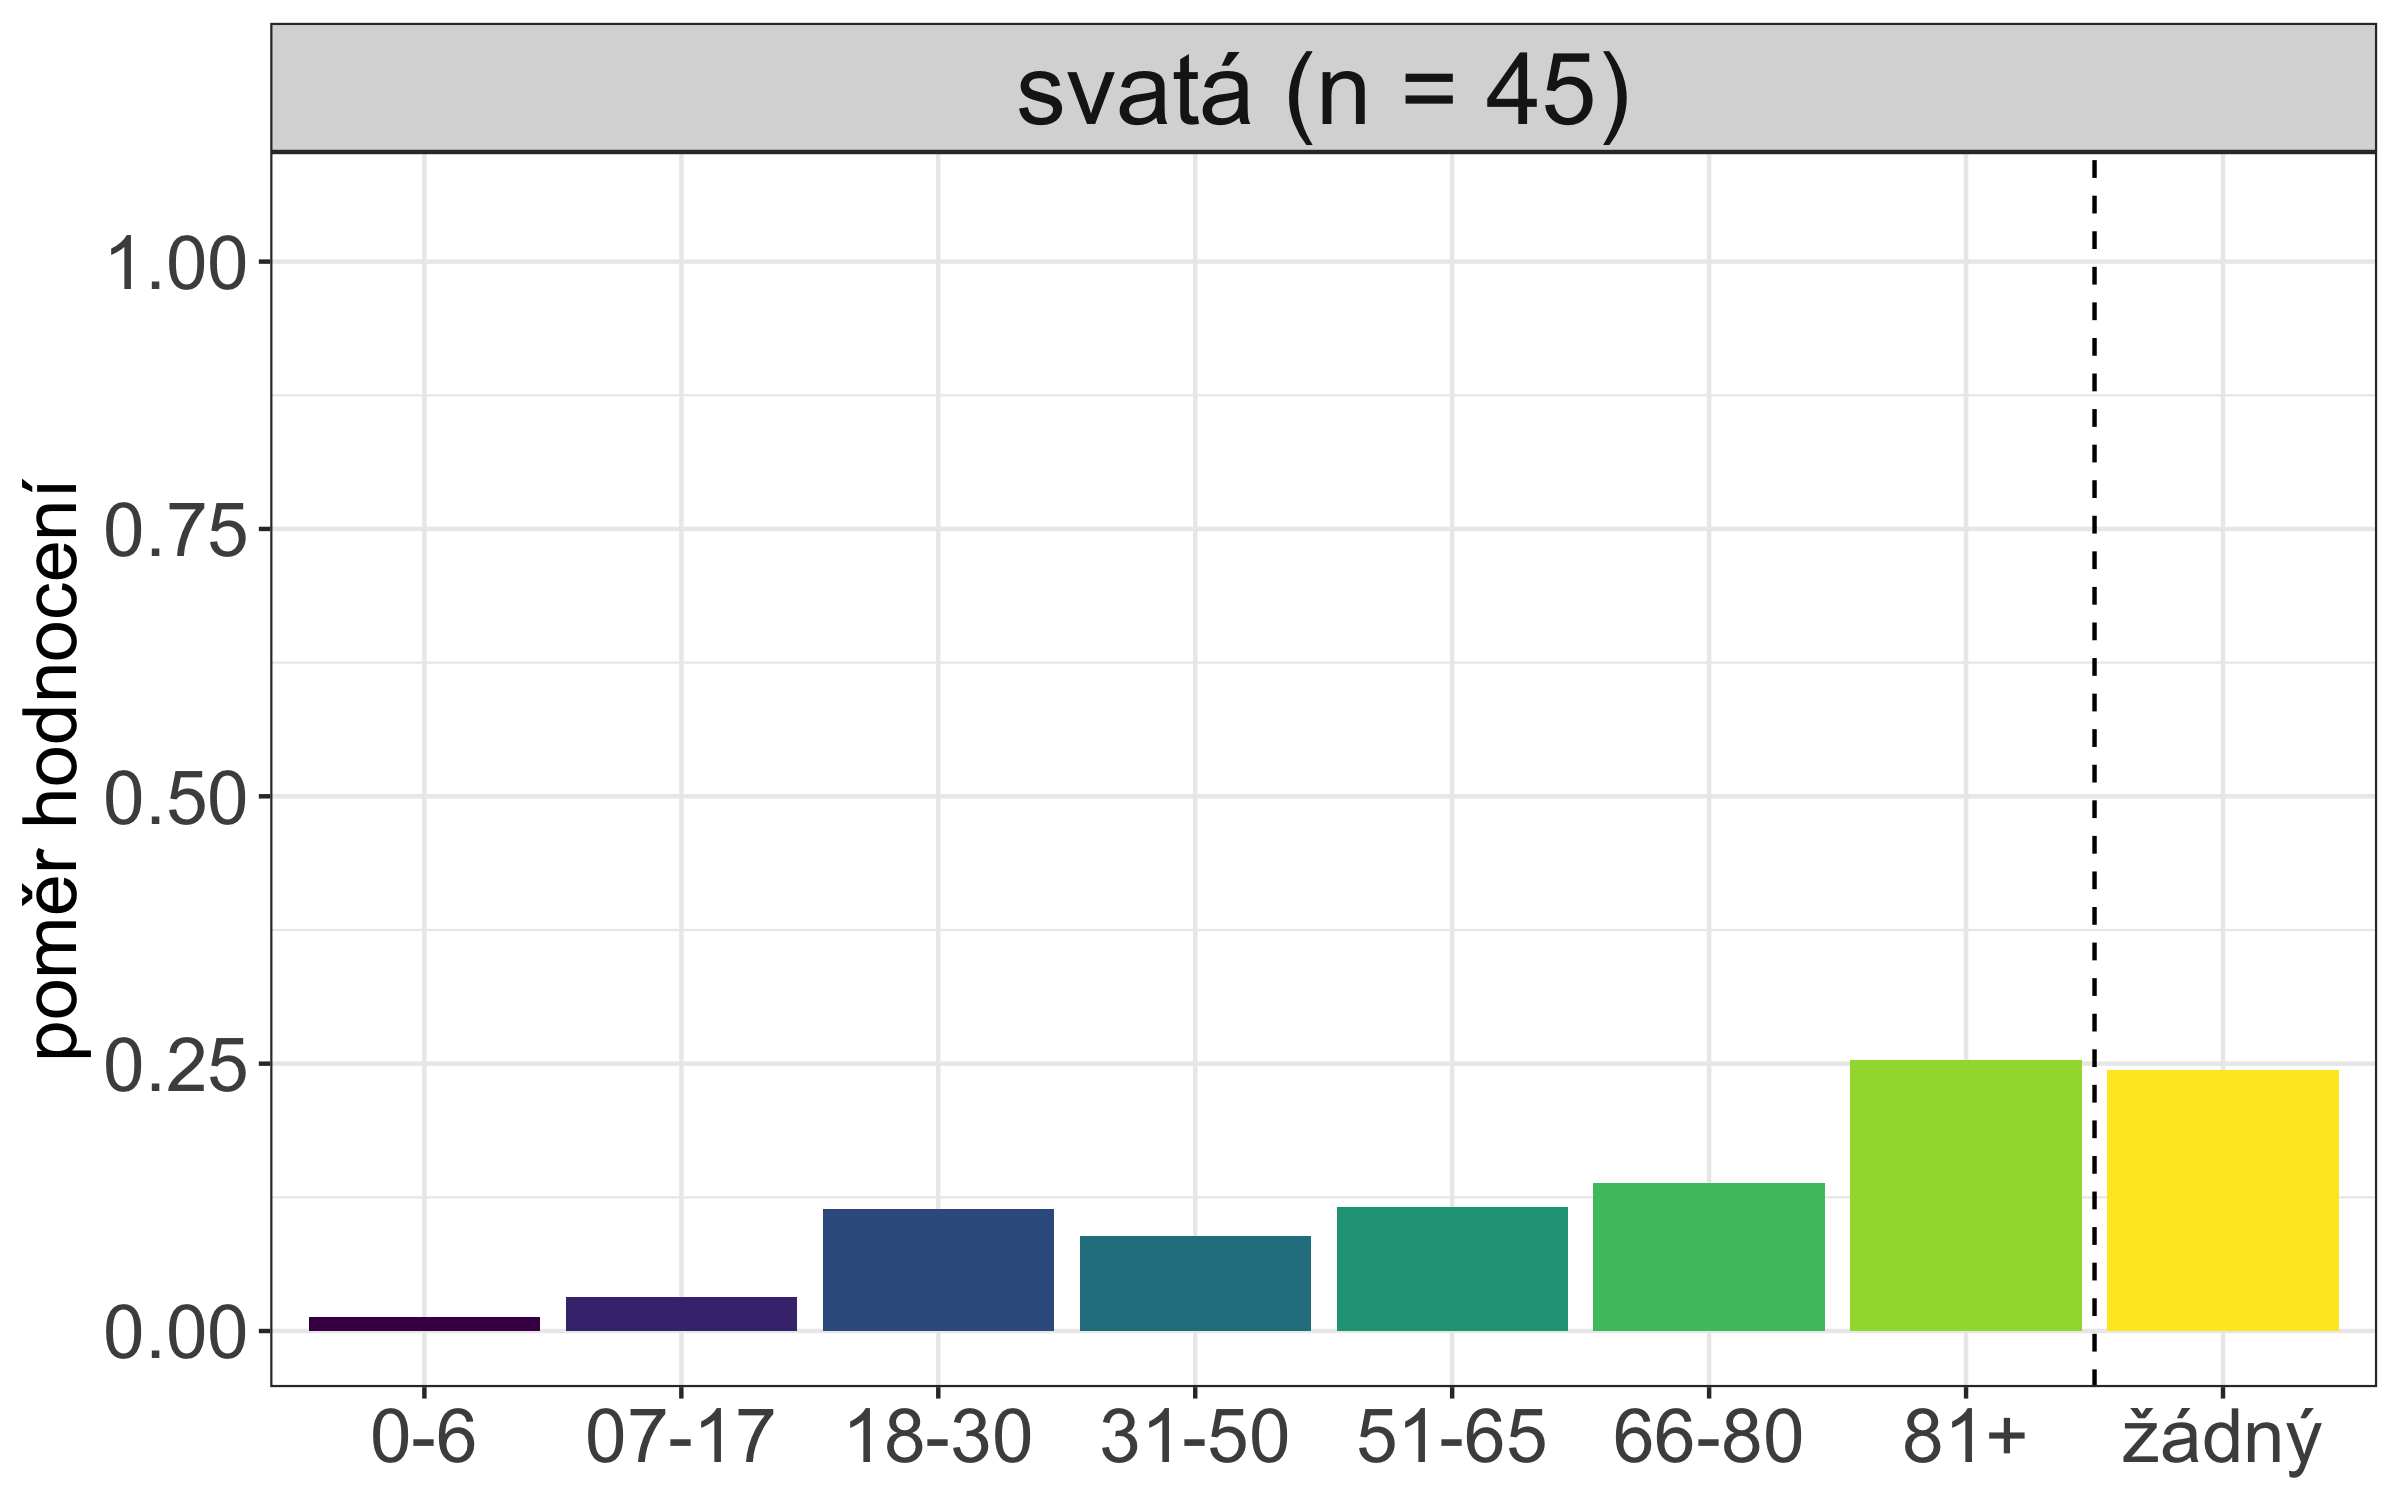 svatá (n = 45)
poměr hodnocení
1.00
0.75
0.50
0.25
0.00
0-6 07-17 18-30 31-50 51-65 66-80 81+ žádný